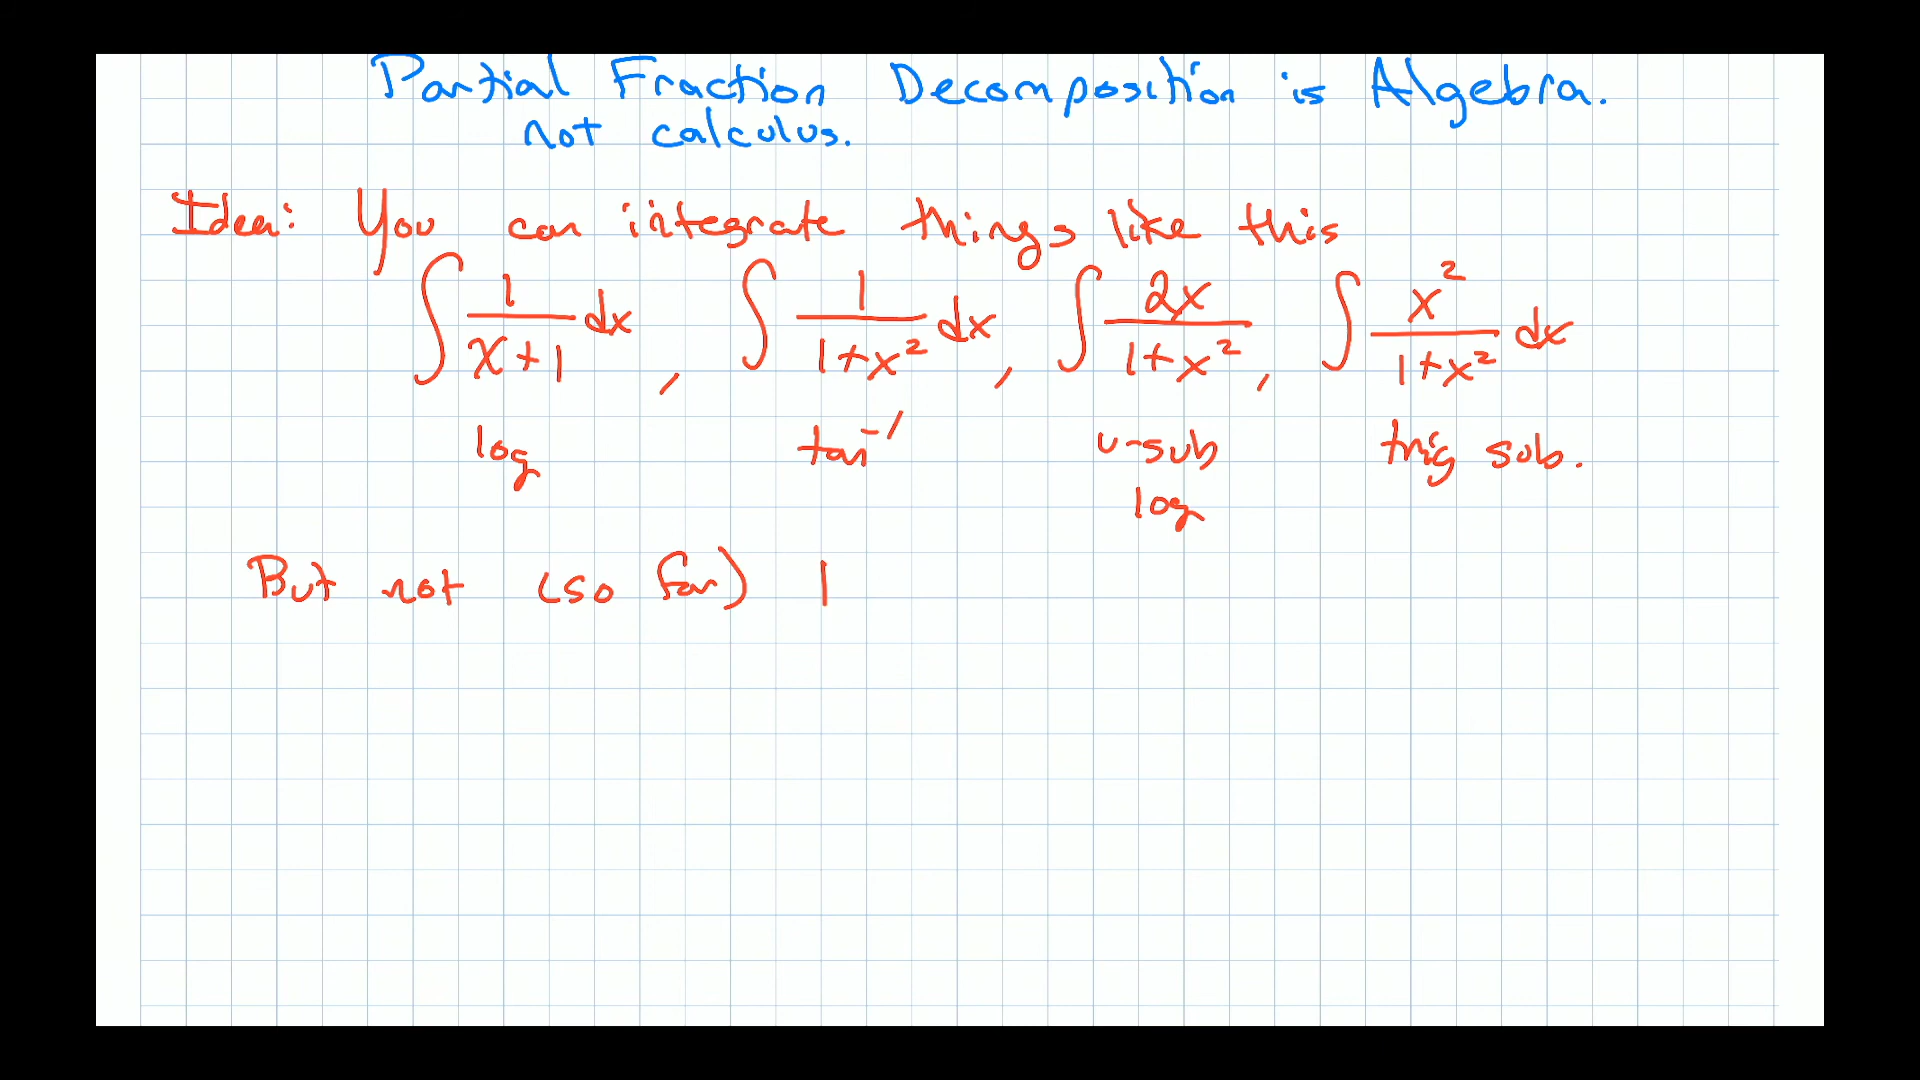 Partial Fraction Decomposition is Algebra.
not calculus.
Idea: You can integrate things like this
∫ 1/(x+1) dx, ∫ 1/(1+x²) dx, ∫ 2x/(1+x²), ∫ x²/(1+x²) dx
log tan⁻¹ u-sub trig sub.
log
But not (so far) 1